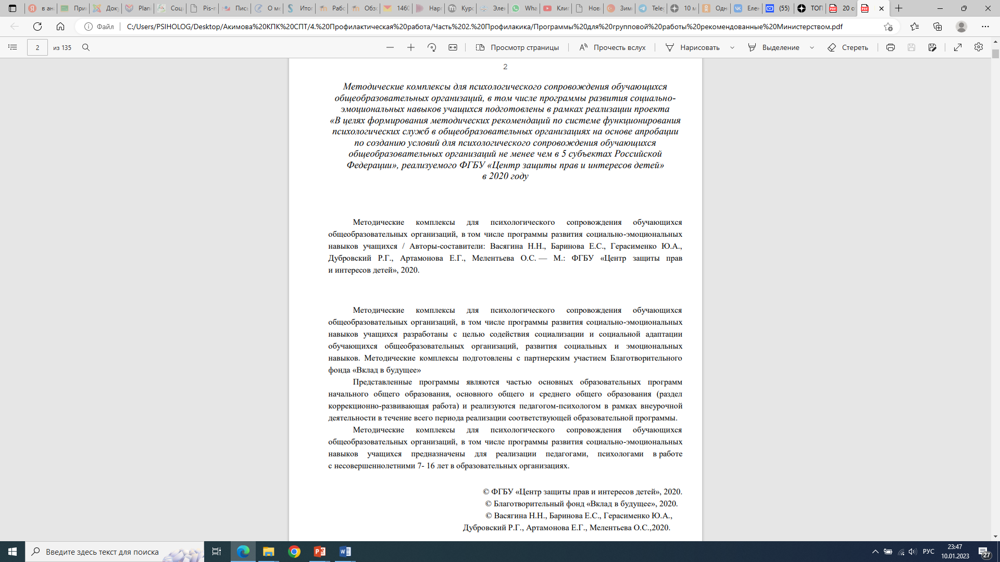 в ан
При
Доку
Plani
Соци
Pis-r
Пись
О ме
Итог
Рабс
Обзс
1460
Нарг
Курс
Элен
Wha
Клиг
Нов
Зим
Teleg
10 м
Одн
Елен
(55)
ТОП
20 о
Файл
C:/Users/PSIHOLOG/Desktop/Акимова%20КПК%20СПТ/4.%20Профилактическая%20работа/Часть%202.%20Профилакика/Программы%20для%20групповой%20работы%20рекомендованные%20Министерством.pdf
2 из 135
Просмотр страницы
Прочесть вслух
Нарисовать
Выделение
Стереть
2
Методические комплексы для психологического сопровождения обучающихся
общеобразовательных организаций, в том числе программы развития социально-
эмоциональных навыков учащихся подготовлены в рамках реализации проекта
«В целях формирования методических рекомендаций по системе функционирования
психологических служб в общеобразовательных организациях на основе апробации
по созданию условий для психологического сопровождения обучающихся
общеобразовательных организаций не менее чем в 5 субъектах Российской
Федерации», реализуемого ФГБУ «Центр защиты прав и интересов детей»
в 2020 году
Методические комплексы для психологического сопровождения обучающихся
общеобразовательных организаций, в том числе программы развития социально-эмоциональных
навыков учащихся / Авторы-составители: Васягина Н.Н., Баринова Е.С., Герасименко Ю.А.,
Дубровский Р.Г., Артамонова Е.Г., Мелентьева О.С. — М.: ФГБУ «Центр защиты прав
и интересов детей», 2020.
Методические комплексы для психологического сопровождения обучающихся
общеобразовательных организаций, в том числе программы развития социально-эмоциональных
навыков учащихся разработаны с целью содействия социализации и социальной адаптации
обучающихся общеобразовательных организаций, развития социальных и эмоциональных
навыков. Методические комплексы подготовлены с партнерским участием Благотворительного
фонда «Вклад в будущее»
Представленные программы являются частью основных образовательных программ
начального общего образования, основного общего и среднего общего образования (раздел
коррекционно-развивающая работа) и реализуются педагогом-психологом в рамках внеурочной
деятельности в течение всего периода реализации соответствующей образовательной программы.
Методические комплексы для психологического сопровождения обучающихся
общеобразовательных организаций, в том числе программы развития социально-эмоциональных
навыков учащихся предназначены для реализации педагогами, психологами в работе
с несовершеннолетними 7- 16 лет в образовательных организациях.
© ФГБУ «Центр защиты прав и интересов детей», 2020.
© Благотворительный фонд «Вклад в будущее», 2020.
© Васягина Н.Н., Баринова Е.С., Герасименко Ю.А.,
Дубровский Р.Г., Артамонова Е.Г., Мелентьева О.С.,2020.
Введите здесь текст для поиска
РУС
23:47
10.01.2023
27